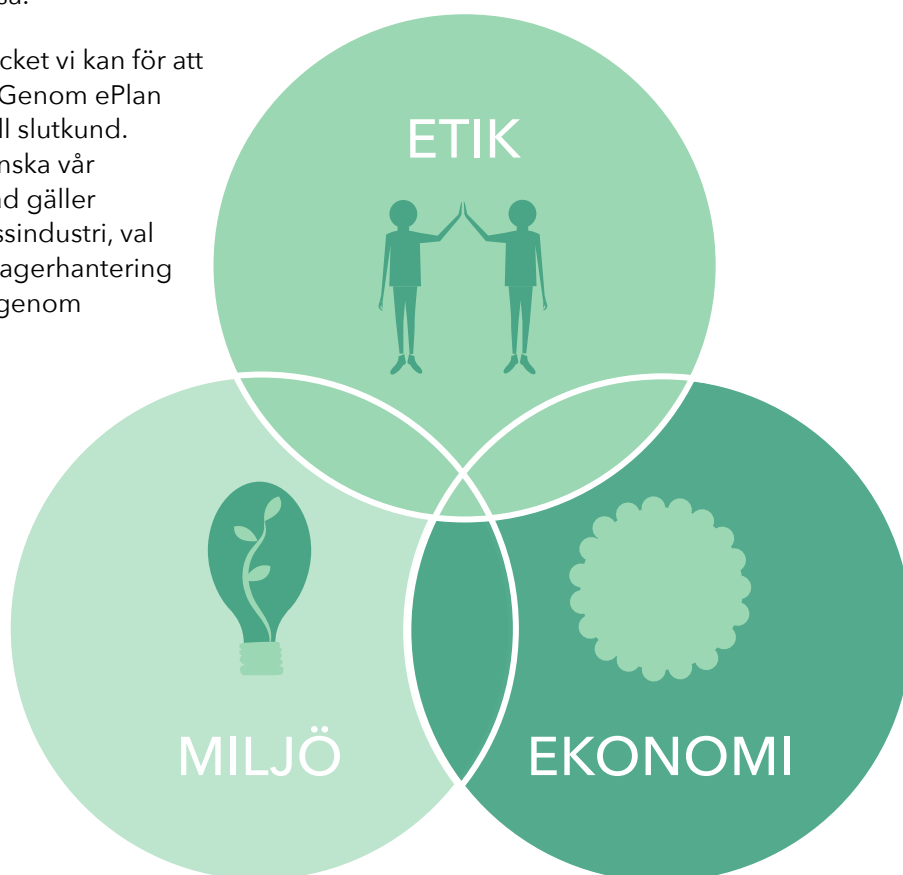 cket vi kan för att
Genom ePlan
ll slutkund.
nska vår
d gäller
ssindustri, val
agerhantering
genom
ETIK
MILJÖ
EKONOMI